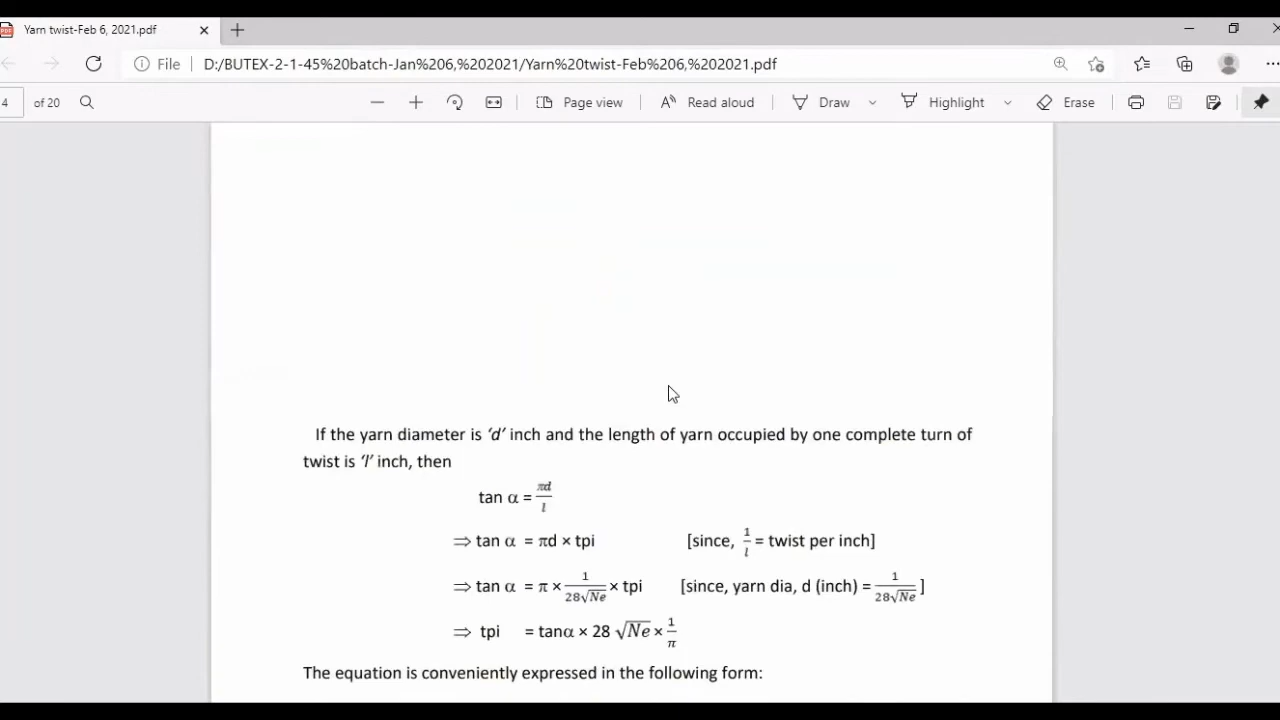 Yarn twist-Feb 6, 2021.pdf
File D:/BUTEX-2-1-45%20batch-Jan%206,%202021/Yarn%20twist-Feb%206,%202021.pdf
4 of 20 Page view Read aloud Draw Highlight Erase
If the yarn diameter is ‘d’ inch and the length of yarn occupied by one complete turn of
twist is ‘l’ inch, then
tan α = πd/l
⇒ tan α = πd × tpi [since, 1/l = twist per inch]
⇒ tan α = π × 1/28√Ne × tpi [since, yarn dia, d (inch) = 1/28√Ne ]
⇒ tpi = tanα × 28 √Ne × 1/π
The equation is conveniently expressed in the following form: